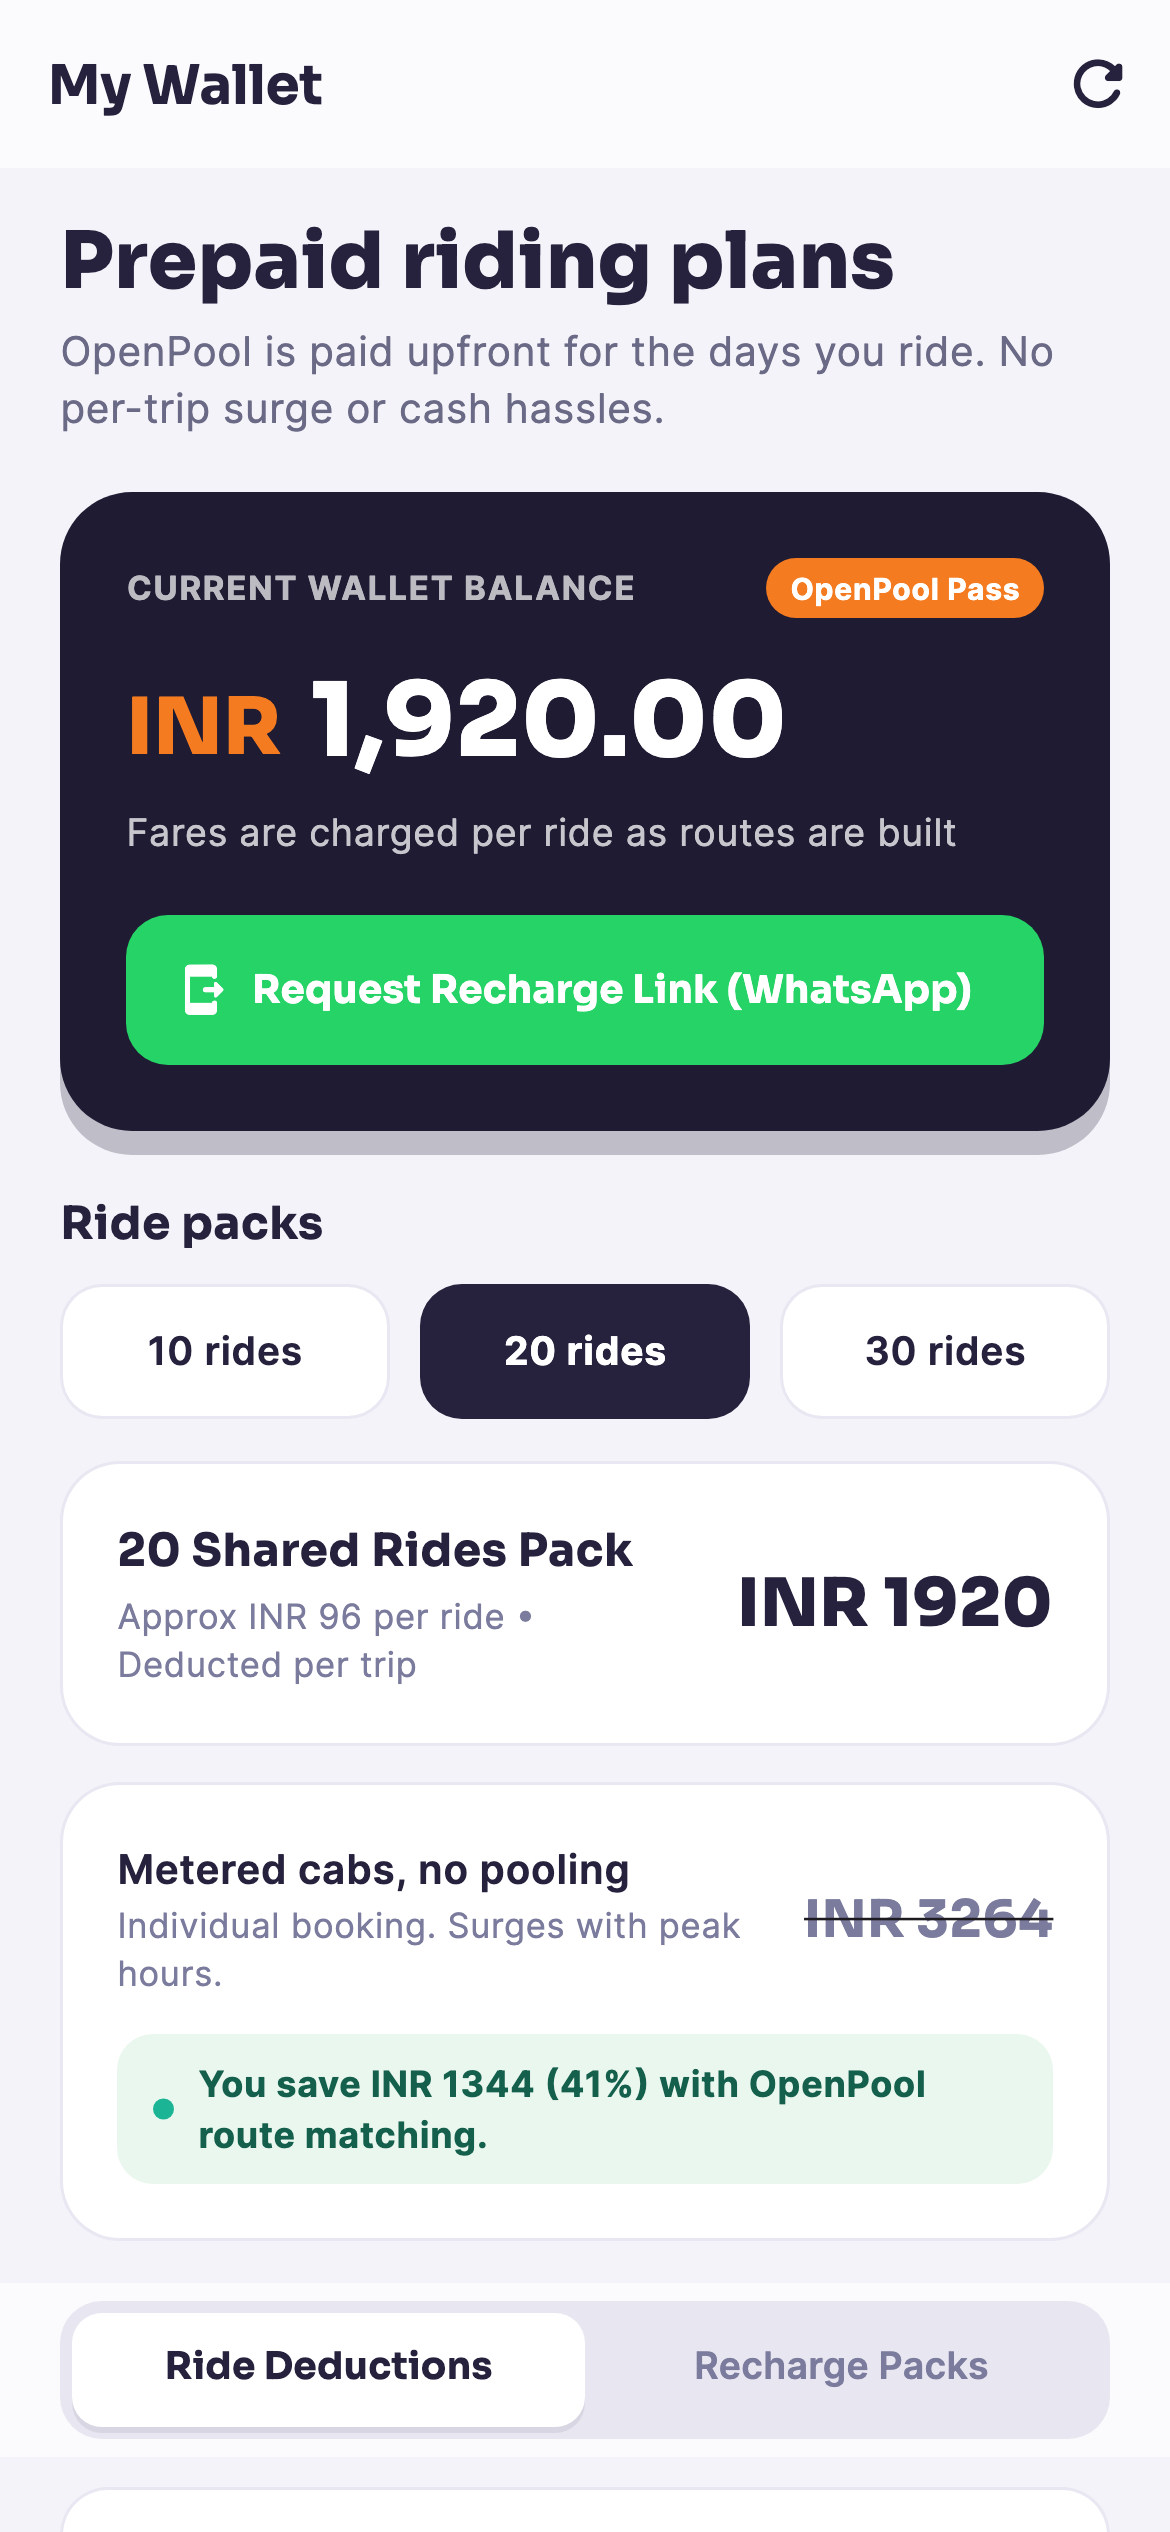 My Wallet
Prepaid riding plans
OpenPool is paid upfront for the days you ride. No
per-trip surge or cash hassles.
CURRENT WALLET BALANCE
OpenPool Pass
INR 1,920.00
Fares are charged per ride as routes are built
Request Recharge Link (WhatsApp)
Ride packs
10 rides
20 rides
30 rides
20 Shared Rides Pack
Approx INR 96 per ride •
Deducted per trip
INR 1920
Metered cabs, no pooling
Individual booking. Surges with peak
hours.
INR 3264
You save INR 1344 (41%) with OpenPool
route matching.
Ride Deductions
Recharge Packs